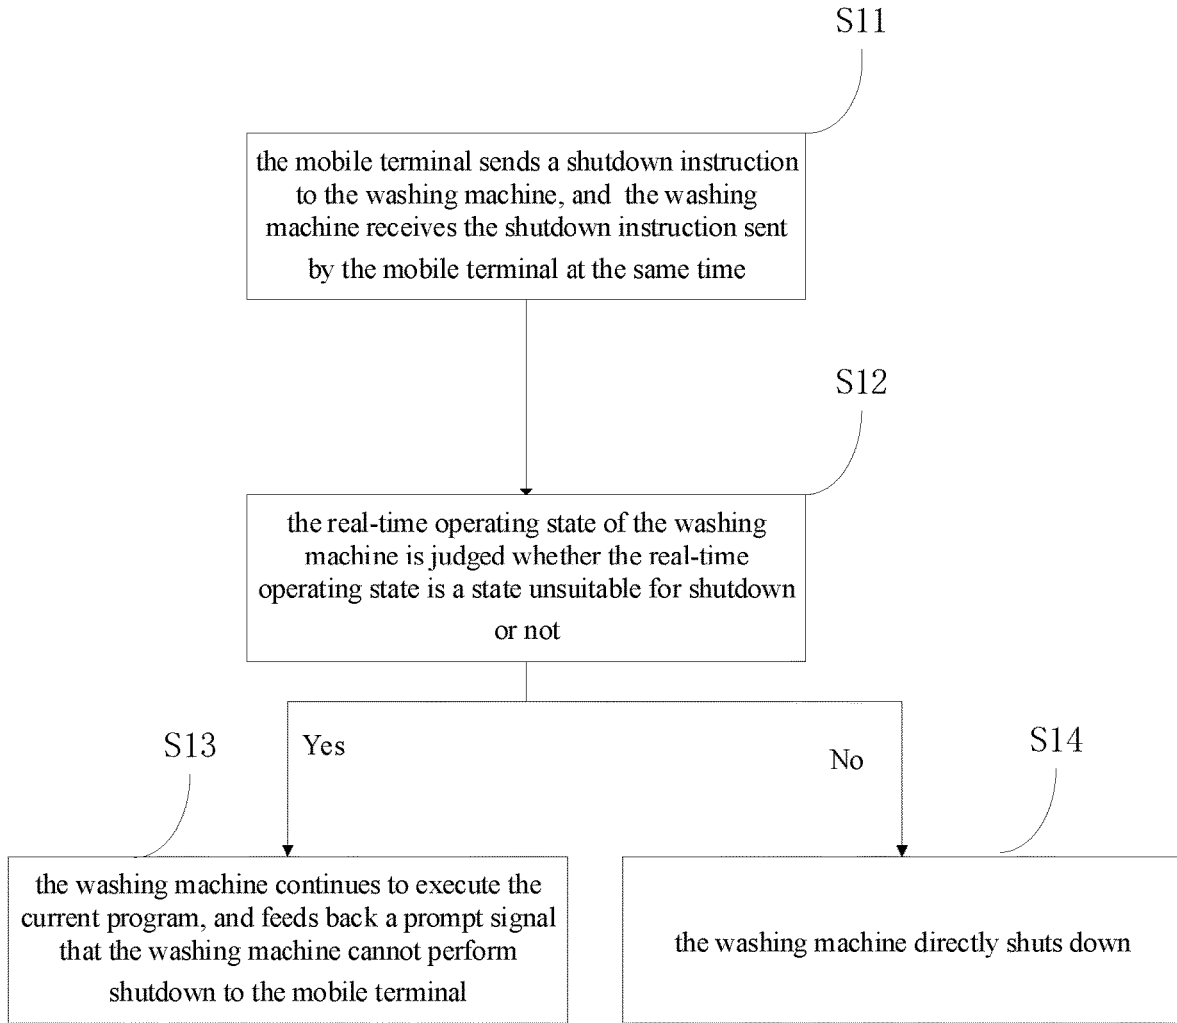 S11
the mobile terminal sends a shutdown instruction
to the washing machine, and the washing
machine receives the shutdown instruction sent
by the mobile terminal at the same time
S12
the real-time operating state of the washing
machine is judged whether the real-time
operating state is a state unsuitable for shutdown
or not
S13
Yes
No
S14
the washing machine continues to execute the
current program, and feeds back a prompt signal
that the washing machine cannot perform
shutdown to the mobile terminal
the washing machine directly shuts down